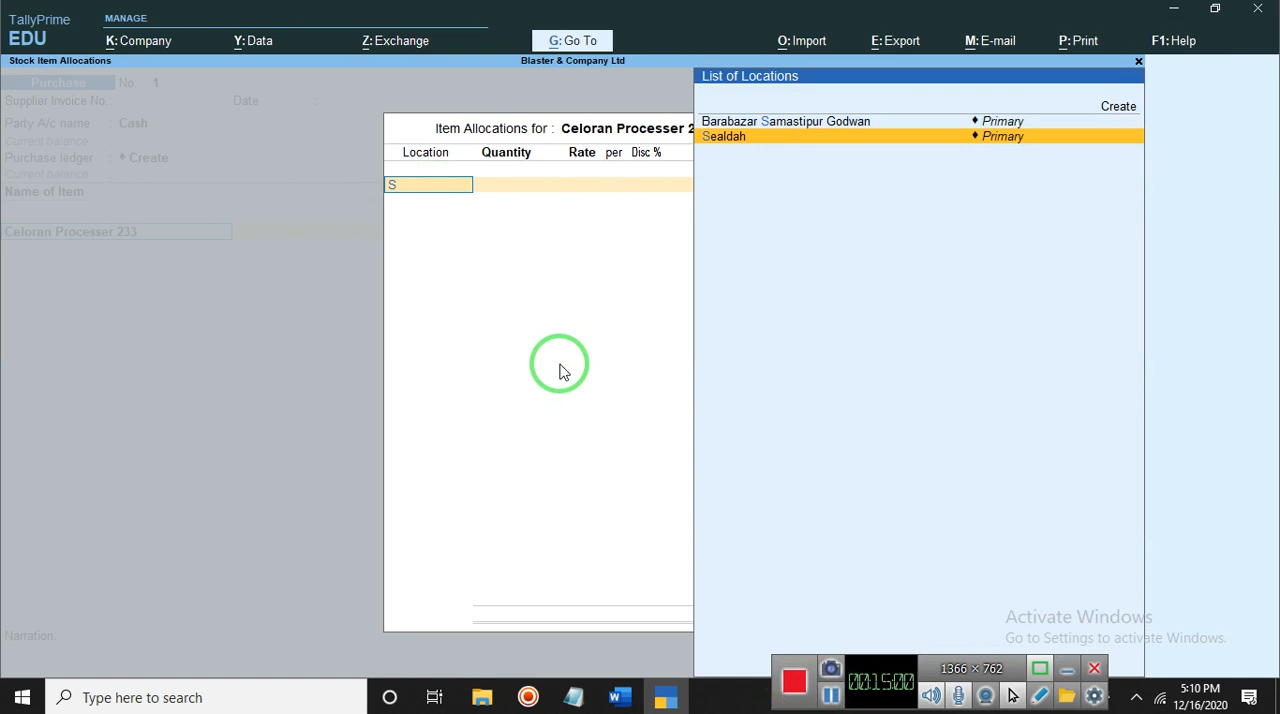 TallyPrime
EDU
MANAGE
K: Company
Y: Data
Z: Exchange
G: Go To
O: Import
E: Export
M: E-mail
P: Print
F1: Help
Stock Item Allocations
Blaster & Company Ltd
Purchase No. 1
Supplier Invoice No.: Date :
Party A/c name : Cash
Current balance :
Purchase ledger : ♦ Create
Current balance :
Name of Item
Celoran Processer 233
Narration:
Item Allocations for : Celoran Processer 2
Location Quantity Rate per Disc %
S
List of Locations
Create
Barabazar Samastipur Godwan ♦ Primary
Sealdah ♦ Primary
Activate Windows
Go to Settings to activate Windows.
1366 × 762
00:15:00
Type here to search
5:10 PM
12/16/2020